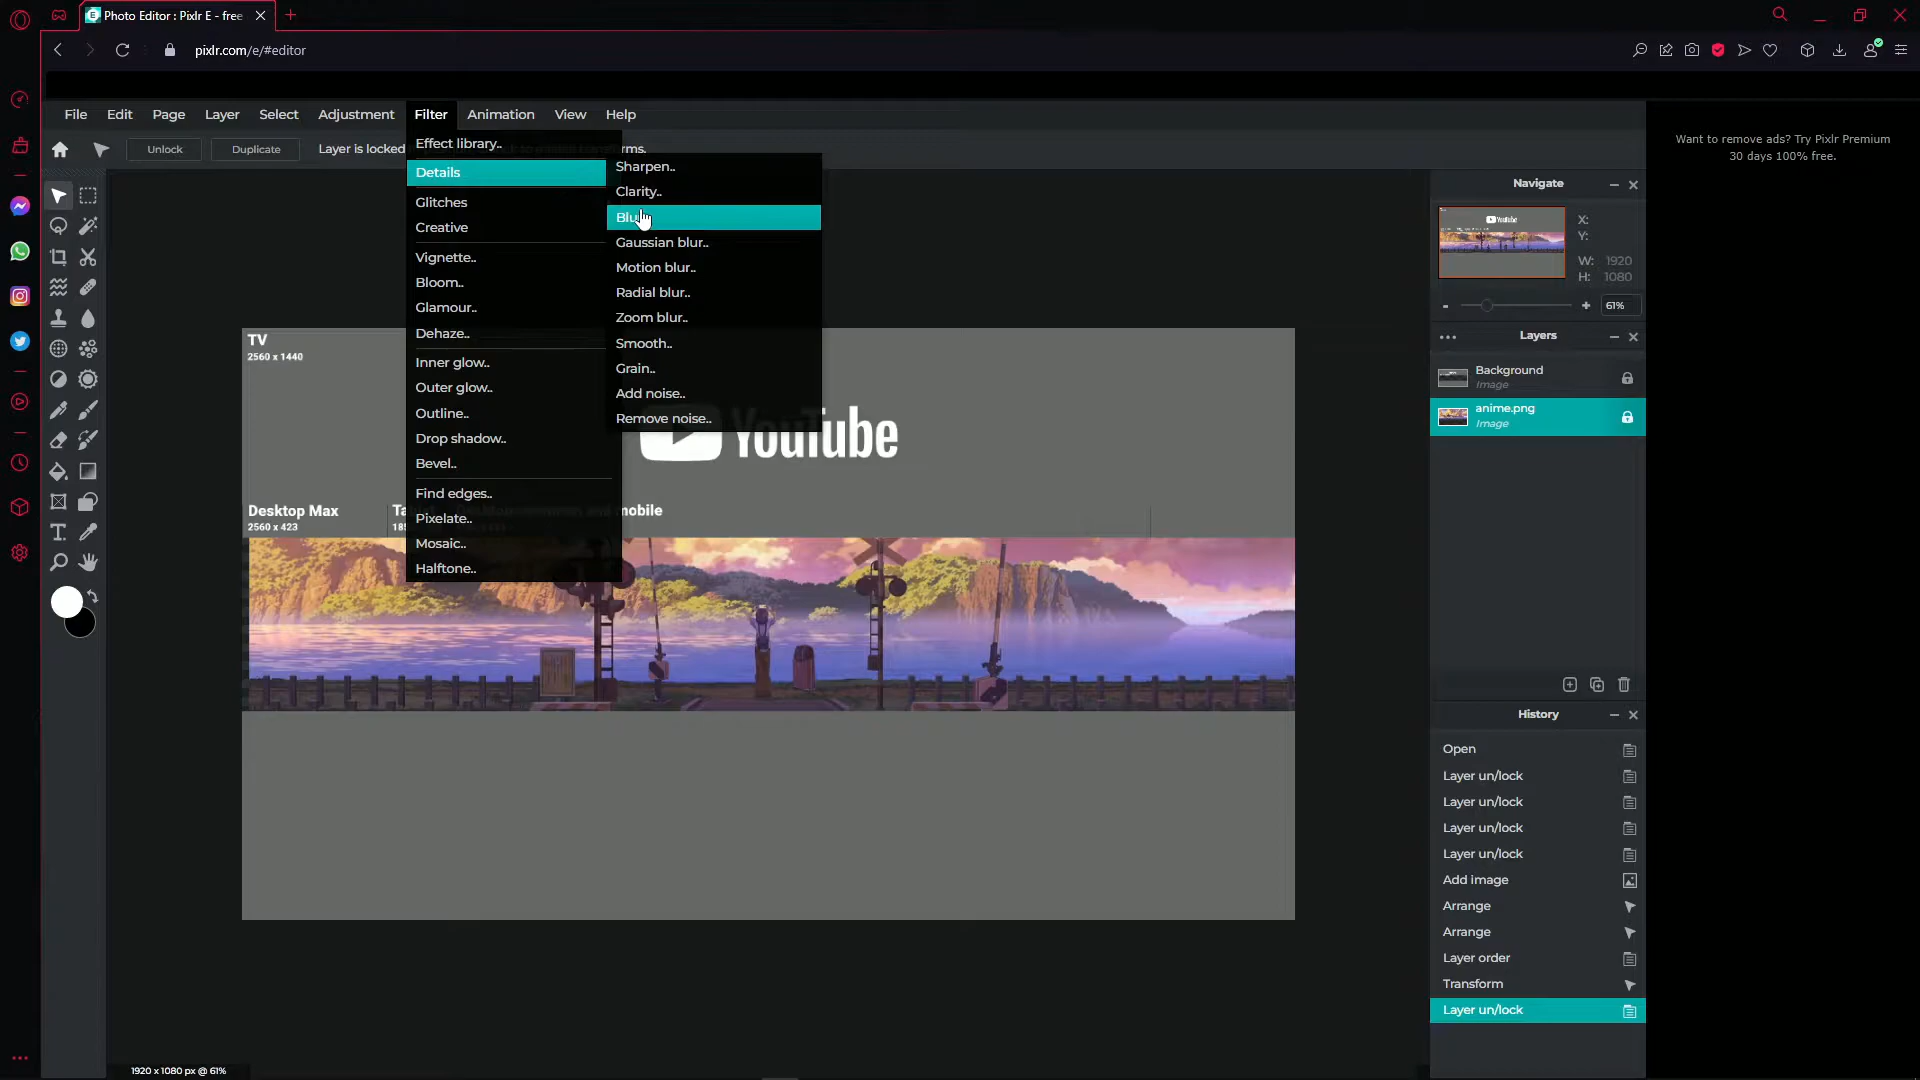 Photo Editor : Pixlr E - free
pixlr.com/e/#editor
File Edit Page Layer Select Adjustment Filter Animation View Help
Unlock Duplicate Layer is locked
Effect library..
Details
Glitches
Creative
Vignette..
Bloom..
Glamour..
Dehaze..
Inner glow..
Outer glow..
Outline..
Drop shadow..
Bevel..
Find edges..
Pixelate..
Mosaic..
Halftone..
Sharpen..
Clarity..
Gaussian blur..
Motion blur..
Radial blur..
Zoom blur..
Smooth..
Grain..
Add noise..
Remove noise..
TV
2560 x 1440
YouTube
Desktop Max
2560 x 423
1920 x 1080 px @ 61%
Want to remove ads? Try Pixlr Premium
30 days 100% free.
Navigate
YouTube
X:
Y:
W: 1920
H: 1080
61%
Layers
Background
Image
anime.png
Image
History
Open
Layer un/lock
Layer un/lock
Layer un/lock
Layer un/lock
Add image
Arrange
Arrange
Layer order
Transform
Layer un/lock